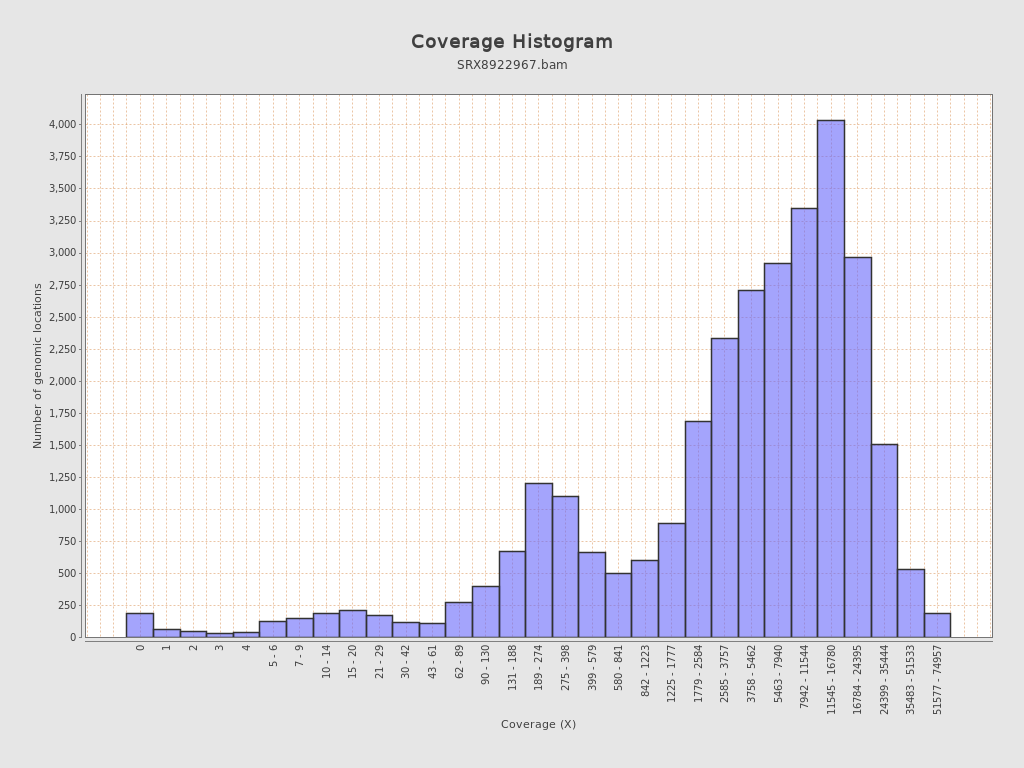 Coverage Histogram
SRX8922967.bam
Number of genomic locations
4,000
3,750
3,500
3,250
3,000
2,750
2,500
2,250
2,000
1,750
1,500
1,250
1,000
750
500
250
0
0
1
2
3
4
5 - 6
7 - 9
10 - 14
15 - 20
21 - 29
30 - 42
43 - 61
62 - 89
90 - 130
131 - 188
189 - 274
275 - 398
399 - 579
580 - 841
842 - 1223
1225 - 1777
1779 - 2584
2585 - 3757
3758 - 5462
5463 - 7940
7942 - 11544
11545 - 16780
16784 - 24395
24399 - 35444
35483 - 51533
51577 - 74957
Coverage (X)